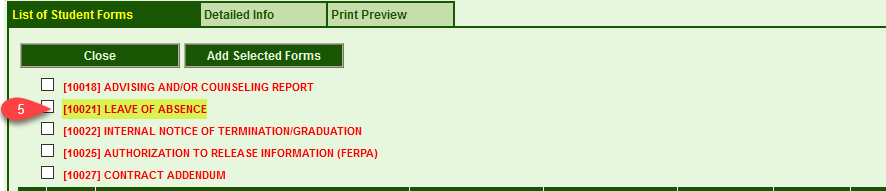 List of Student Forms Detailed Info Print Preview
Close Add Selected Forms
[10018] ADVISING AND/OR COUNSELING REPORT
5 [10021] LEAVE OF ABSENCE
[10022] INTERNAL NOTICE OF TERMINATION/GRADUATION
[10025] AUTHORIZATION TO RELEASE INFORMATION (FERPA)
[10027] CONTRACT ADDENDUM